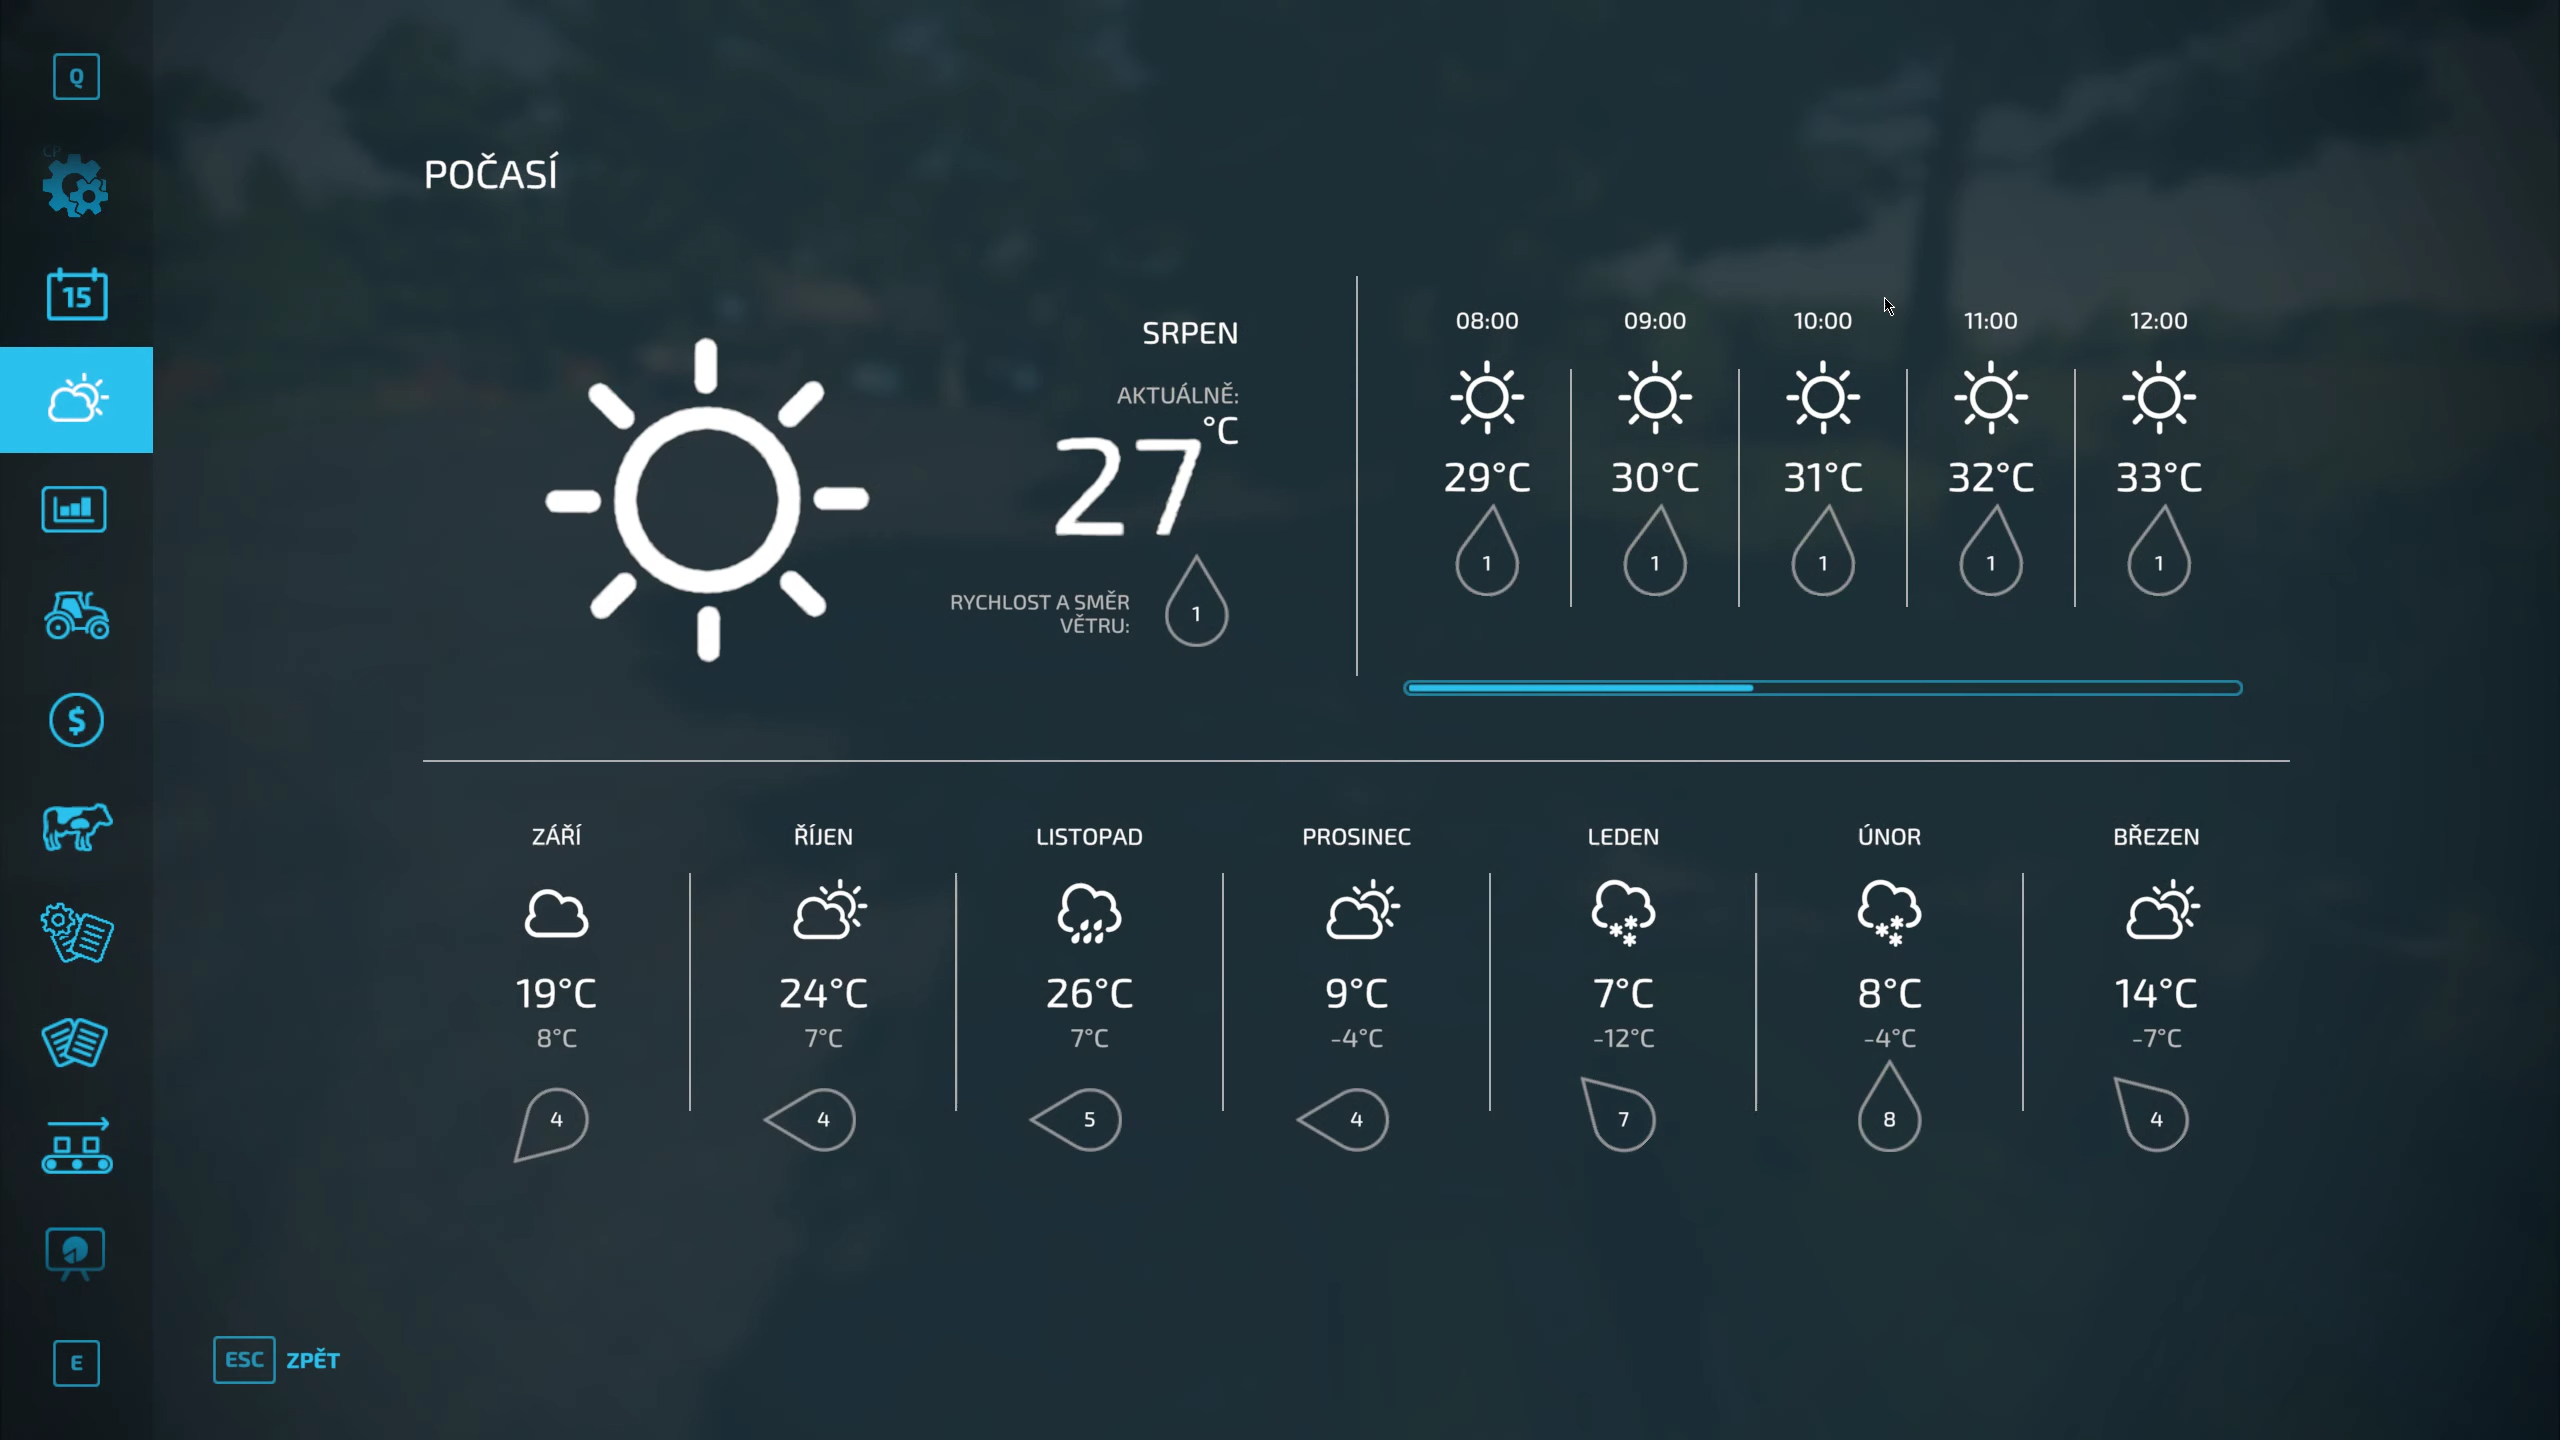 Q
CP
15
POČASÍ
SRPEN
AKTUÁLNĚ:
27°C
RYCHLOST A SMĚR
VĚTRU:
1
08:00 09:00 10:00 11:00 12:00
29°C 30°C 31°C 32°C 33°C
1 1 1 1 1
$
ZÁŘÍ ŘÍJEN LISTOPAD PROSINEC LEDEN ÚNOR BŘEZEN
19°C 24°C 26°C 9°C 7°C 8°C 14°C
8°C 7°C 7°C -4°C -12°C -4°C -7°C
4 4 5 4 7 8 4
E
ESC ZPĚT